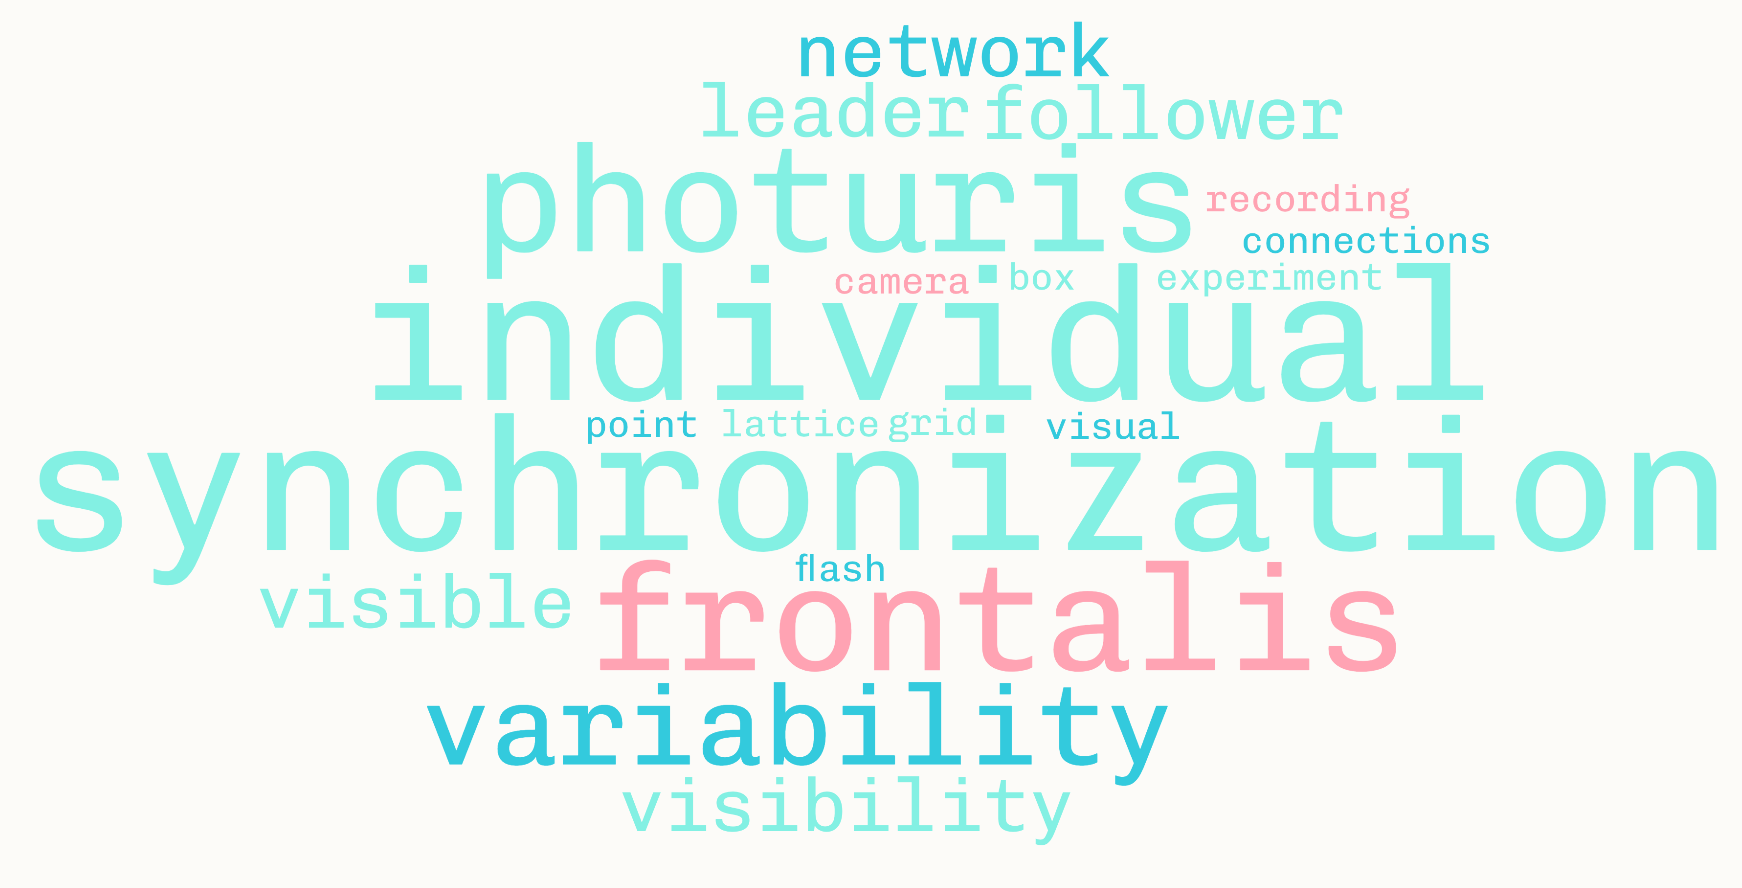 network
leader follower
photuris
recording
connections
camera box experiment
individual
point lattice grid visual
synchronization
flash
visible frontalis
variability
visibility